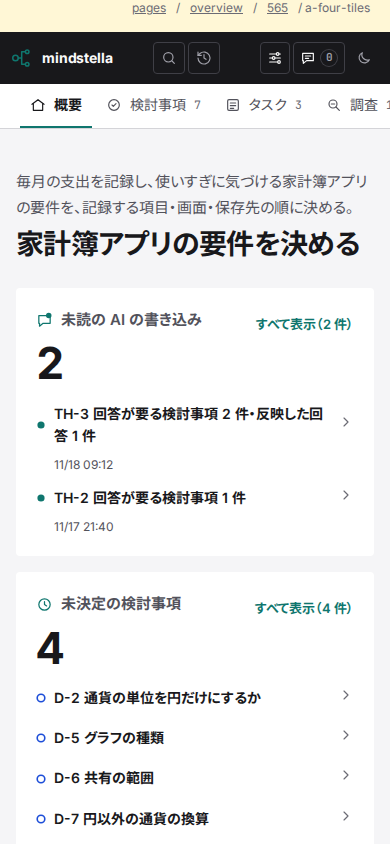 pages / overview / 565 / a-four-tiles
mindstella 0
概要 検討事項 7 タスク 3 調査
毎月の支出を記録し、使いすぎに気づける家計簿アプリ
の要件を、記録する項目・画面・保存先の順に決める。
家計簿アプリの要件を決める
未読の AI の書き込み すべて表示（2 件）
2
TH-3 回答が要る検討事項 2 件・反映した回
答 1 件
11/18 09:12
TH-2 回答が要る検討事項 1 件
11/17 21:40
未決定の検討事項 すべて表示（4 件）
4
D-2 通貨の単位を円だけにするか
D-5 グラフの種類
D-6 共有の範囲
D-7 円以外の通貨の換算